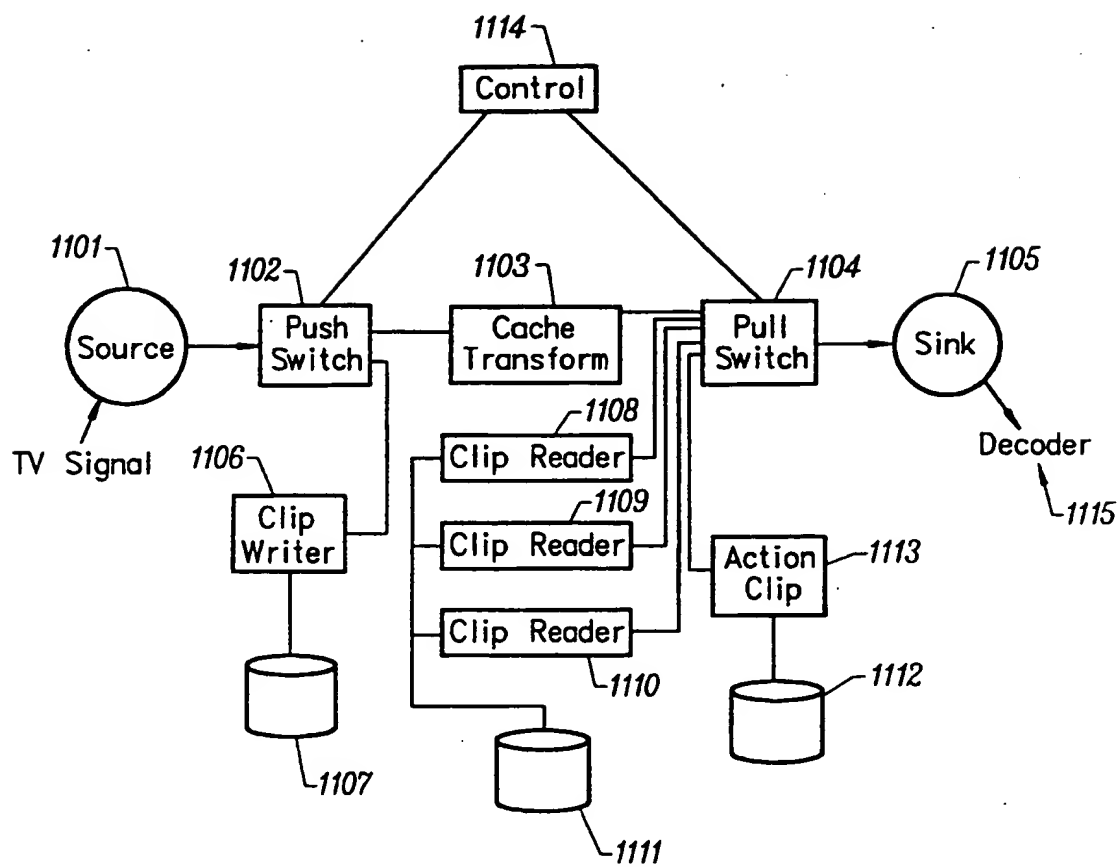 1114
Control
1101
1102
1103
1104
1105
Source
Push
Switch
Cache
Transform
Pull
Switch
Sink
TV Signal
1108
Clip Reader
Decoder
1106
Clip
Writer
1109
Clip Reader
1115
Action
Clip
1113
Clip Reader
1110
1112
1107
1111